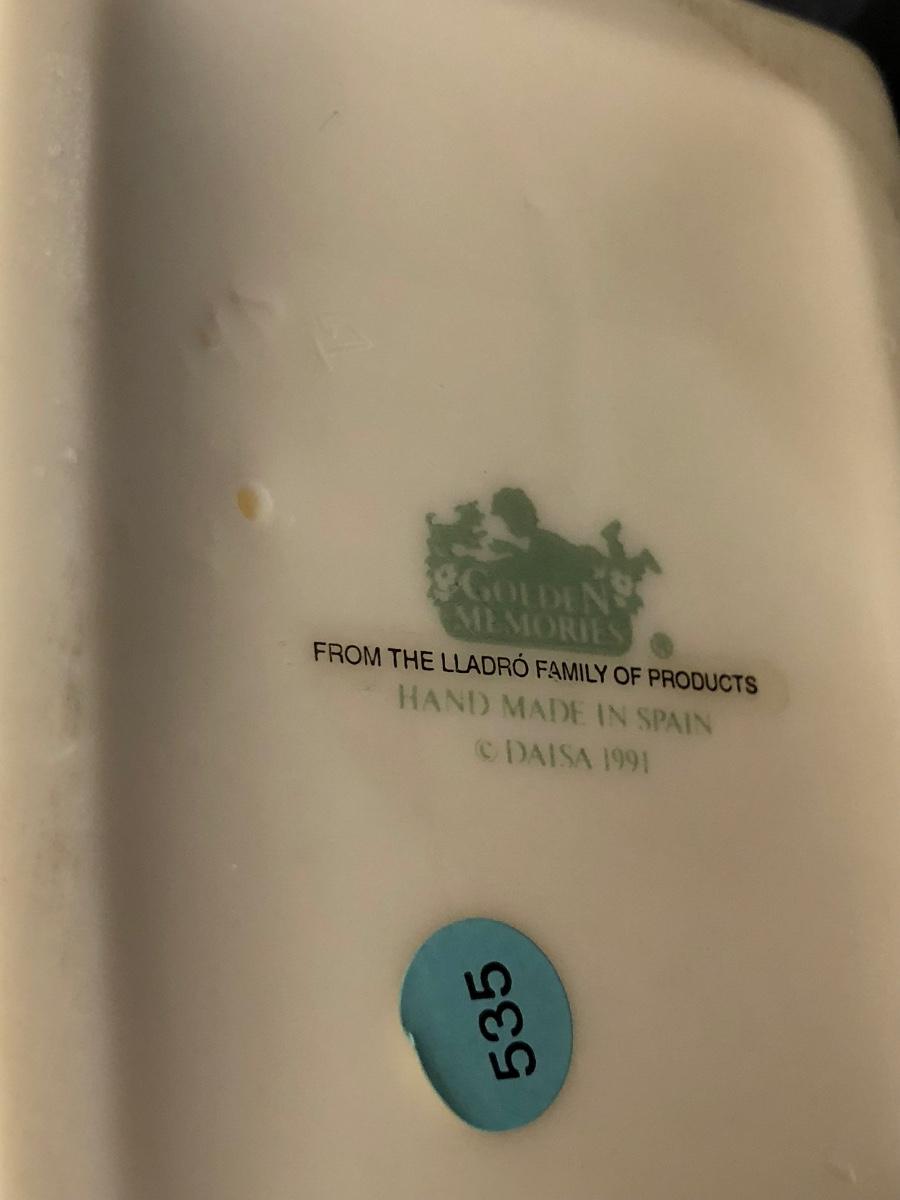 GOLDEN
MEMORIES
®
FROM THE LLADRÓ FAMILY OF PRODUCTS
HAND MADE IN SPAIN
© DAISA 1991
535